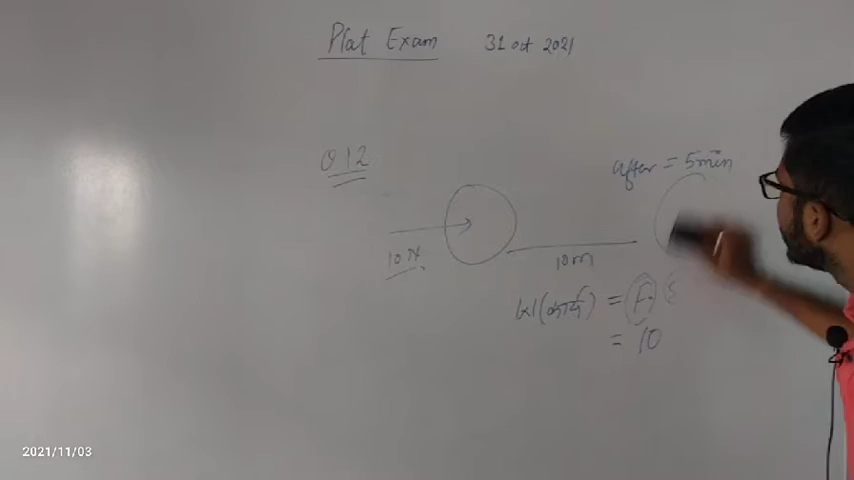 Plat Exam 31 oct 2021
Q12
after = 5min
10N
10m
W(कार्य) = F. S
= 10
2021/11/03